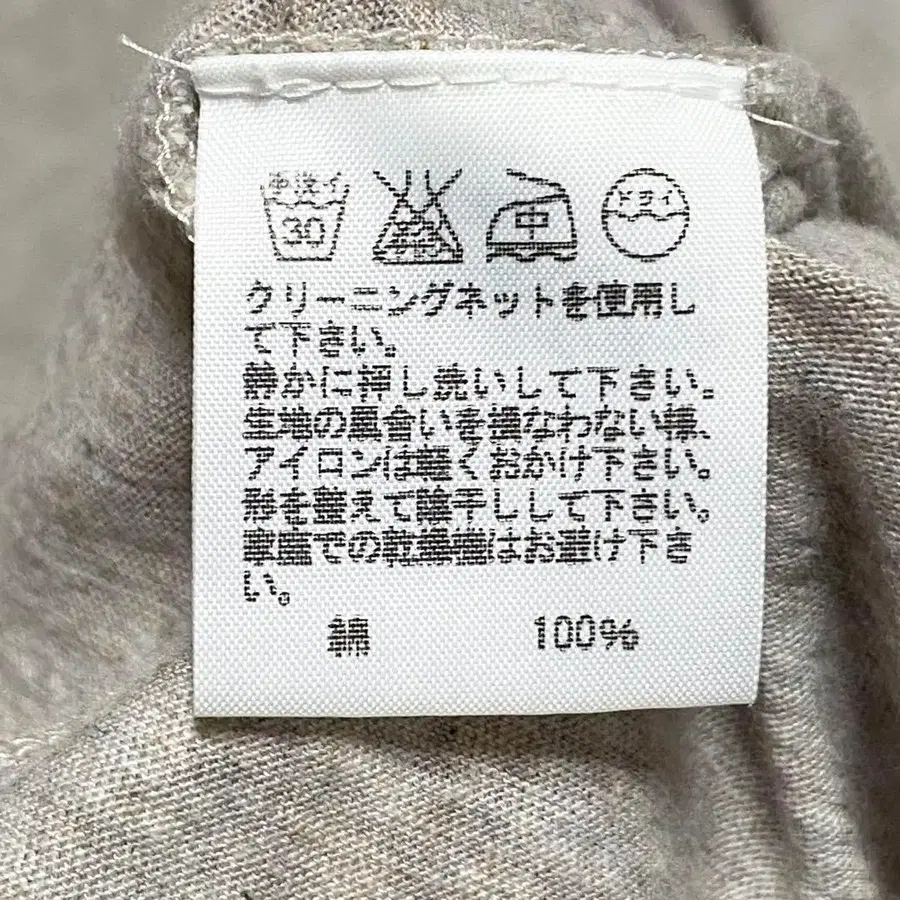 手洗イ
30
中
ドライ
クリーニングネットを使用し
て下さい。
静かに押し洗いして下さい。
生地の風合いを損なわない様、
アイロンは軽くおかけ下さい。
形を整えて陰干しして下さい。
家庭での乾燥機はお避け下さ
い。
綿 100%